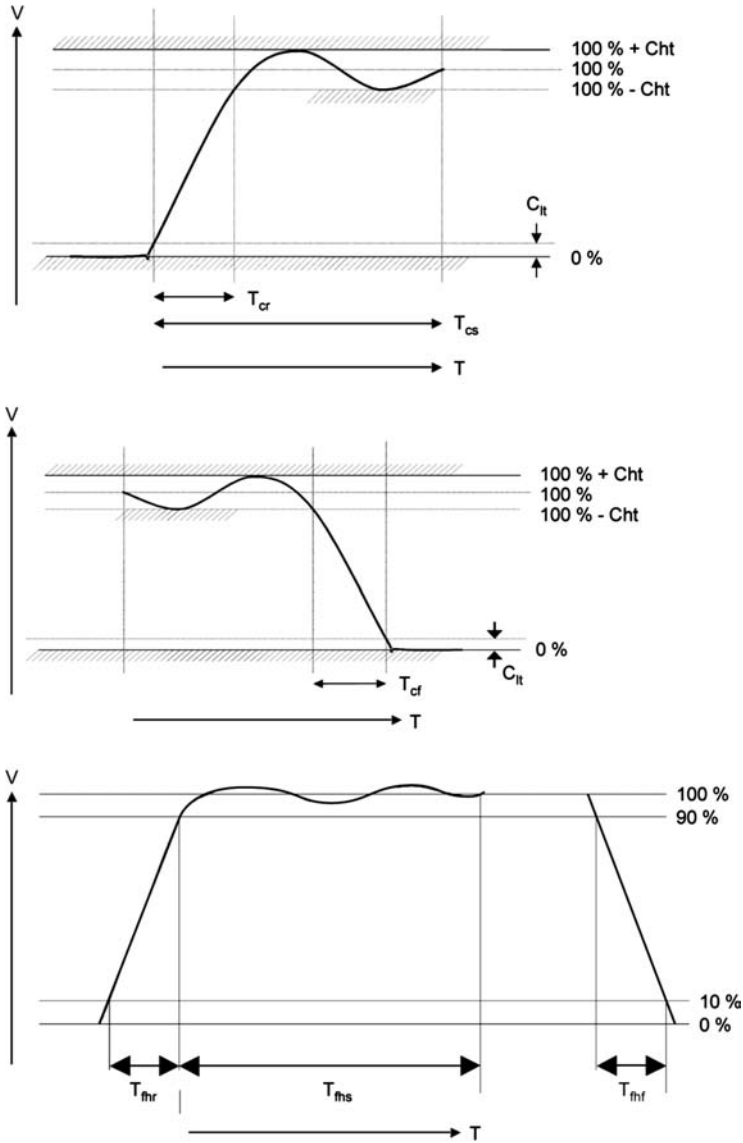 V
100 % + Cht
100 %
100 % - Cht
Clt
0 %
Tcr
Tcs
T
V
100 % + Cht
100 %
100 % - Cht
0 %
Clt
Tcf
T
V
100 %
90 %
10 %
0 %
Tfhr
Tfhs
Tfhf
T